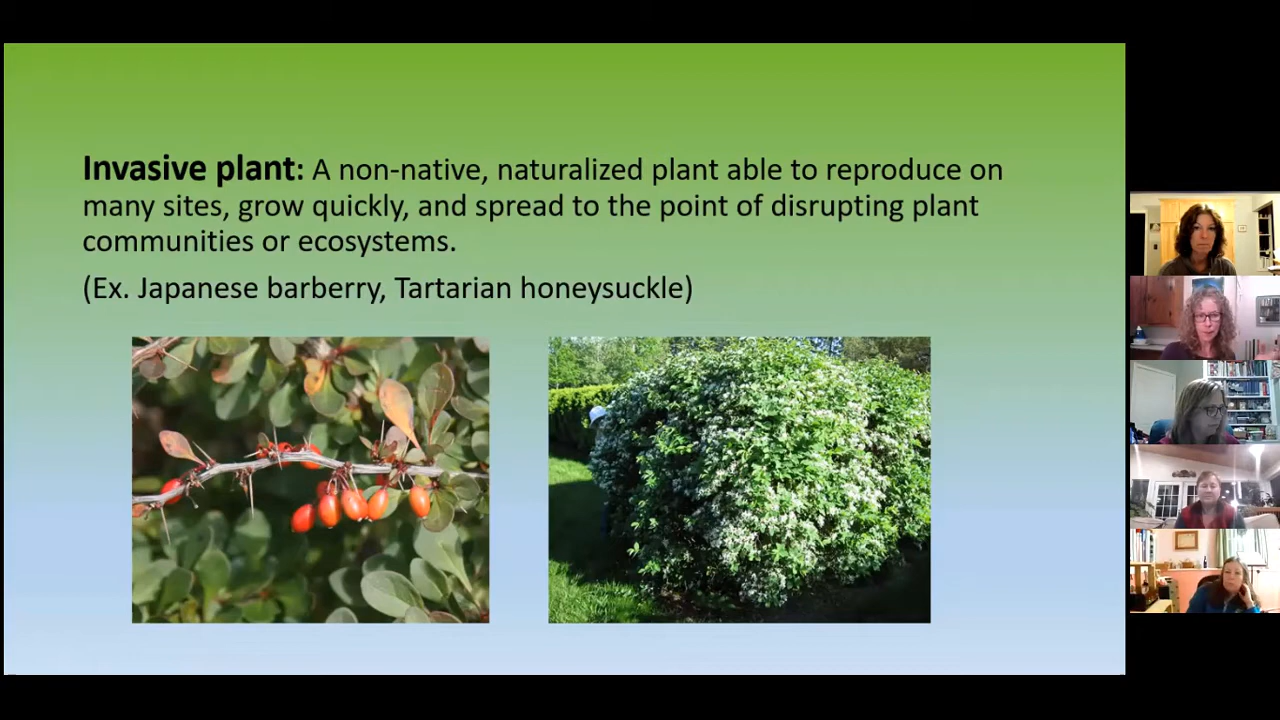 Invasive plant: A non-native, naturalized plant able to reproduce on
many sites, grow quickly, and spread to the point of disrupting plant
communities or ecosystems.
(Ex. Japanese barberry, Tartarian honeysuckle)